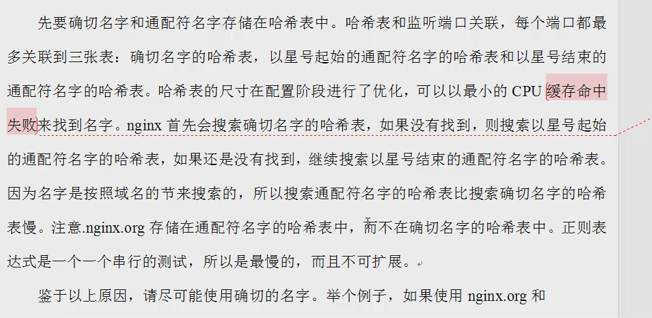 先要确切名字和通配符名字存储在哈希表中。哈希表和监听端口关联，每个端口都最
多关联到三张表：确切名字的哈希表，以星号起始的通配符名字的哈希表和以星号结束的
通配符名字的哈希表。哈希表的尺寸在配置阶段进行了优化，可以以最小的 CPU 缓存命中
失败来找到名字。nginx 首先会搜索确切名字的哈希表，如果没有找到，则搜索以星号起始
的通配符名字的哈希表，如果还是没有找到，继续搜索以星号结束的通配符名字的哈希表。
因为名字是按照域名的节来搜索的，所以搜索通配符名字的哈希表比搜索确切名字的哈希
表慢。注意.nginx.org 存储在通配符名字的哈希表中，而不在确切名字的哈希表中。正则表
达式是一个一个串行的测试，所以是最慢的，而且不可扩展。
鉴于以上原因，请尽可能使用确切的名字。举个例子，如果使用 nginx.org 和